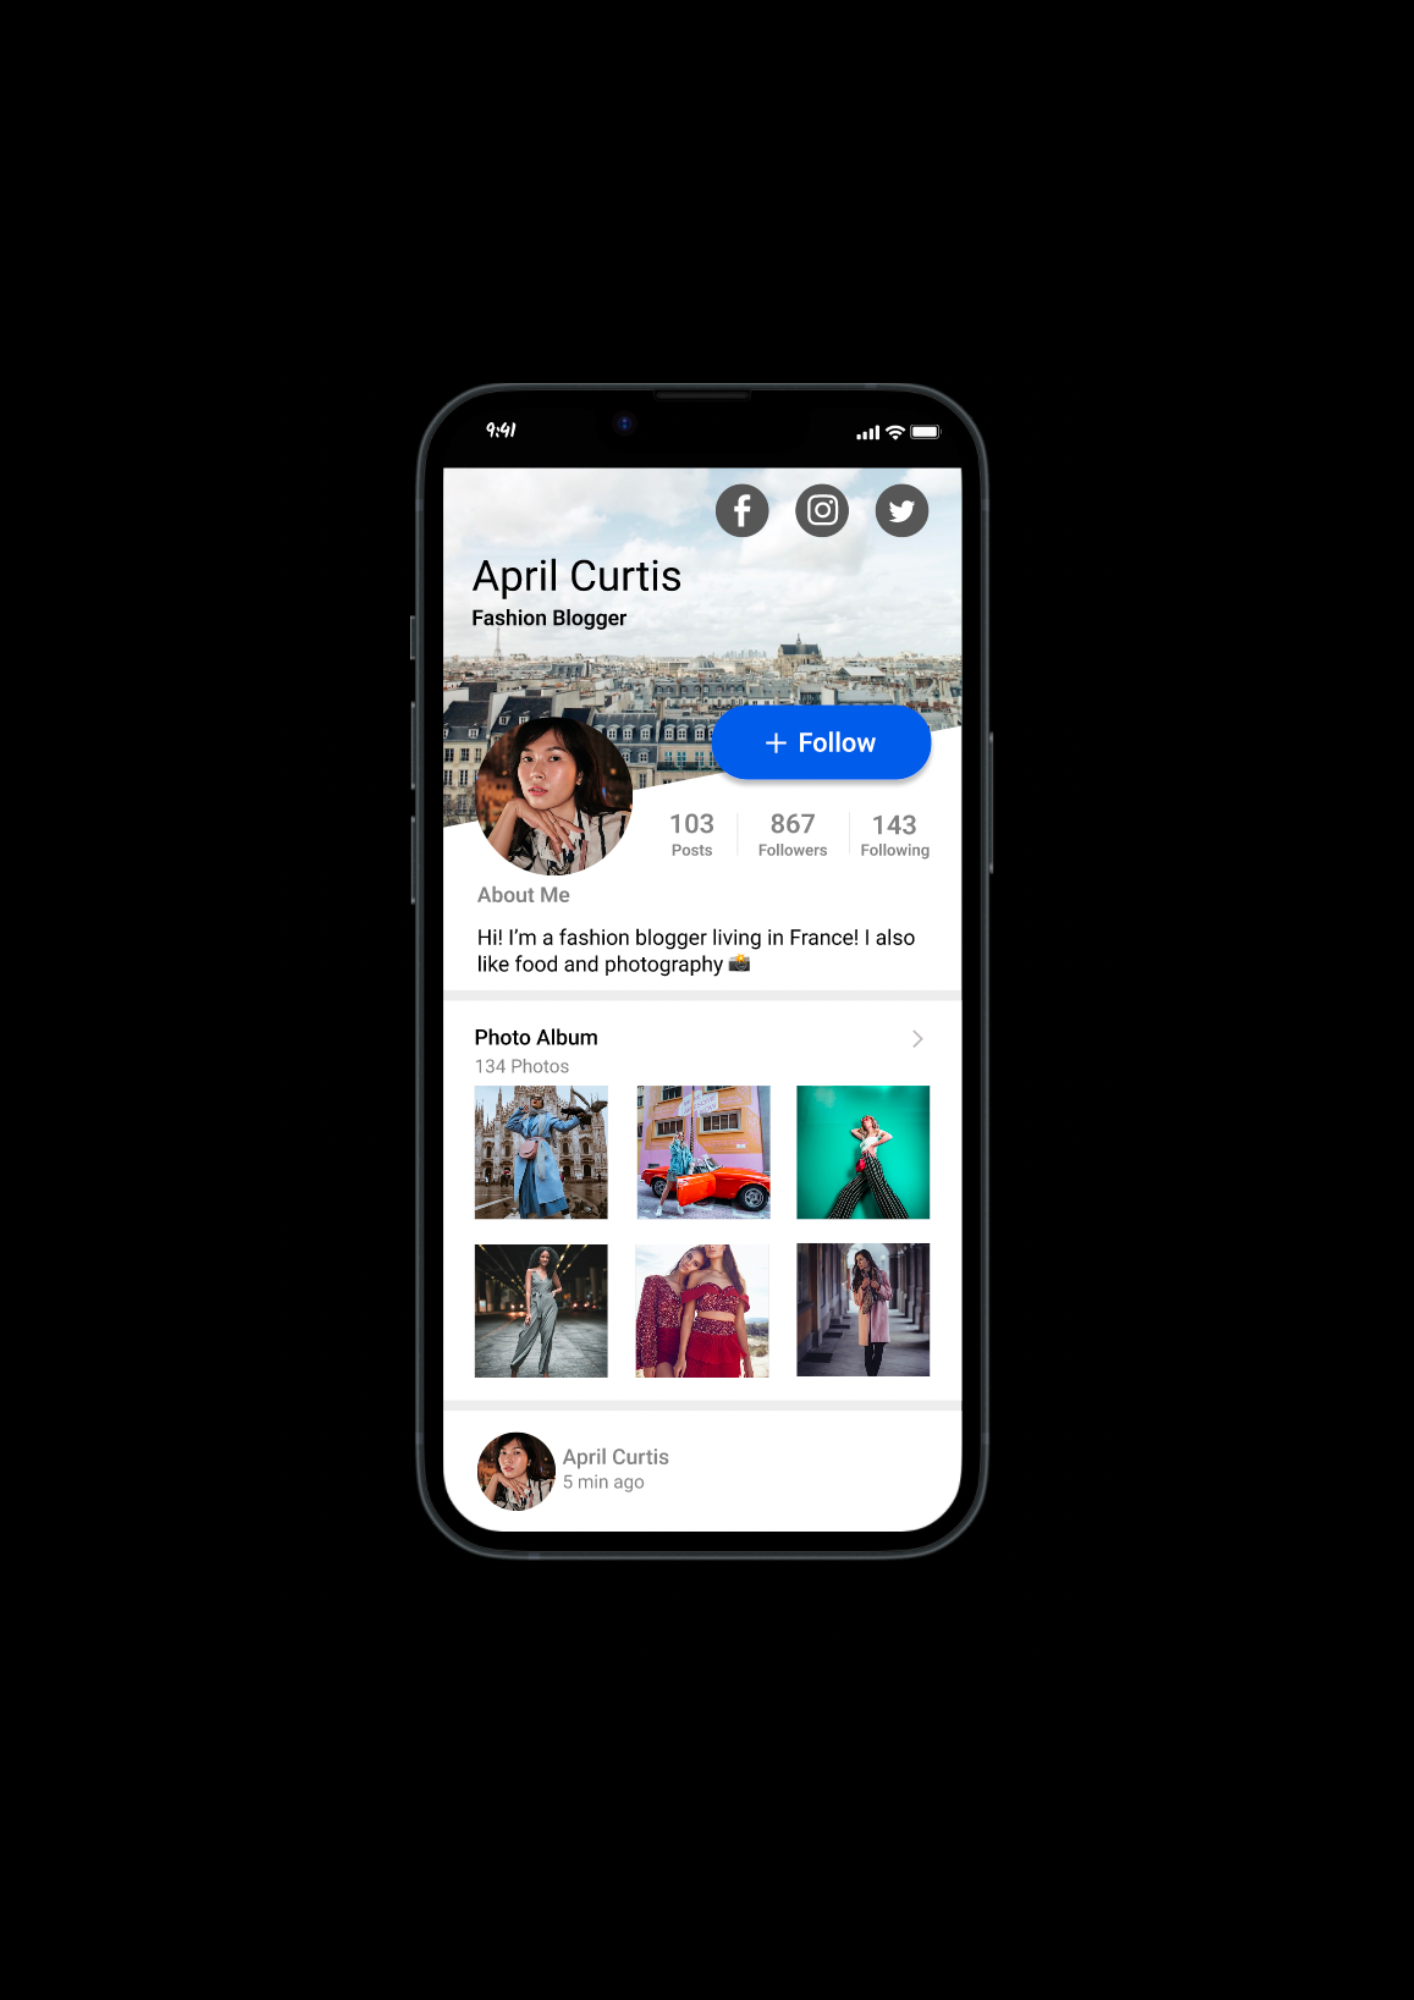 9:41
April Curtis
Fashion Blogger
+ Follow
103 867 143
Posts Followers Following
About Me
Hi! I'm a fashion blogger living in France! I also
like food and photography 📸
Photo Album
134 Photos
April Curtis
5 min ago